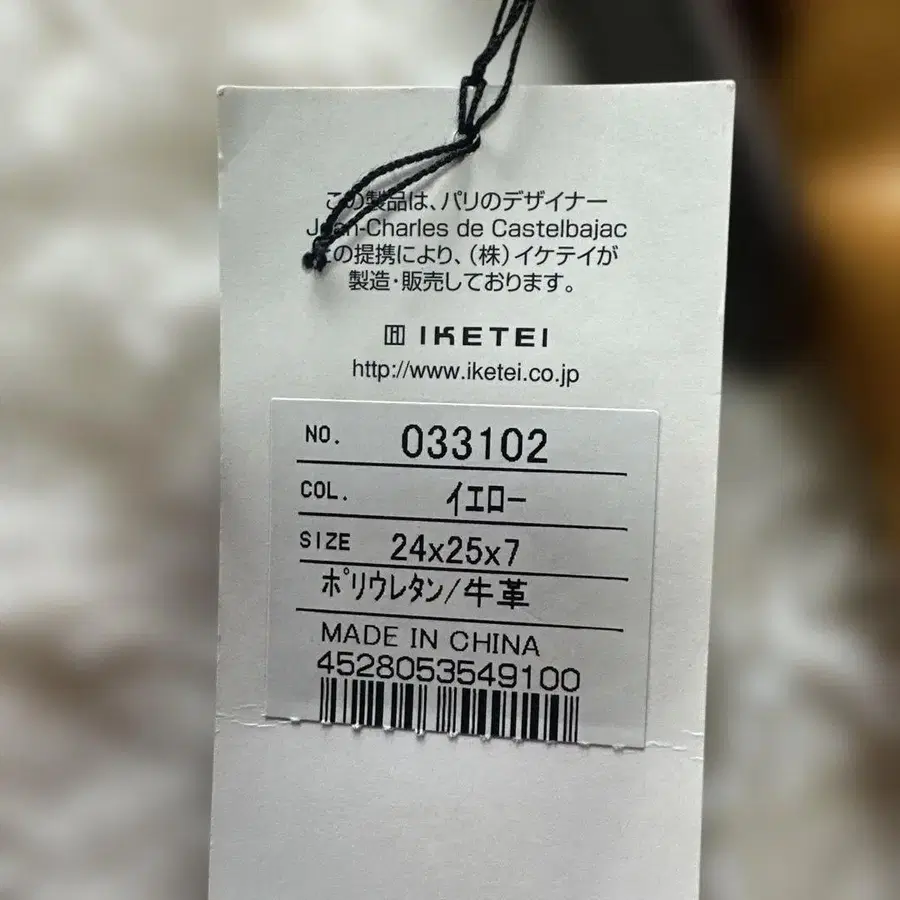 この製品は、パリのデザイナー
Jean-Charles de Castelbajac
との提携により、(株)イケテイが
製造・販売しております。
IKETEI
http://www.iketei.co.jp
NO. 033102
COL. イエロー
SIZE 24x25x7
ポリウレタン/牛革
MADE IN CHINA
4528053549100